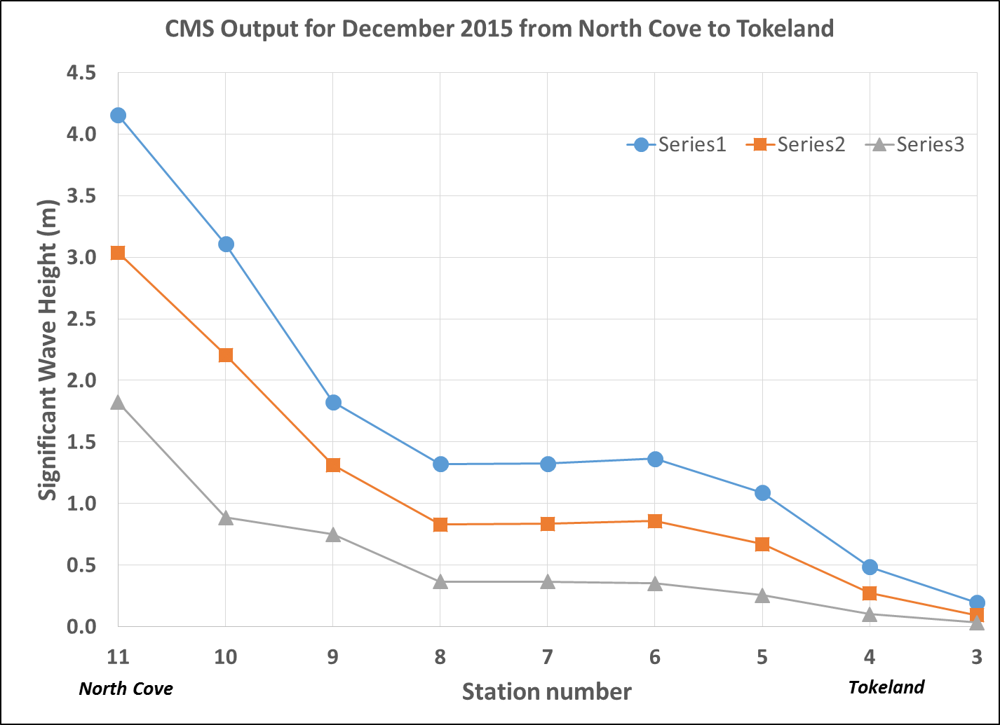 CMS Output for December 2015 from North Cove to Tokeland
4.5
4.0
Series1 Series2 Series3
3.5
3.0
2.5
2.0
1.5
1.0
0.5
0.0
Significant Wave Height (m)
11 10 9 8 7 6 5 4 3
North Cove Station number Tokeland